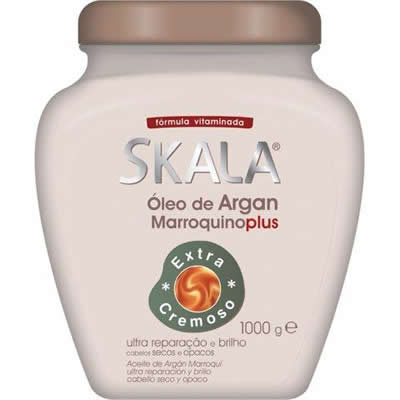 fórmula vitaminada
SKALA®
Óleo de Argan
Marroquinoplus
Extra
Cremoso
1000 g e
ultra reparação e brilho
cabelos secos e opacos
Aceite de Argán Marroquí
ultra reparación y brillo
cabello seco y opaco